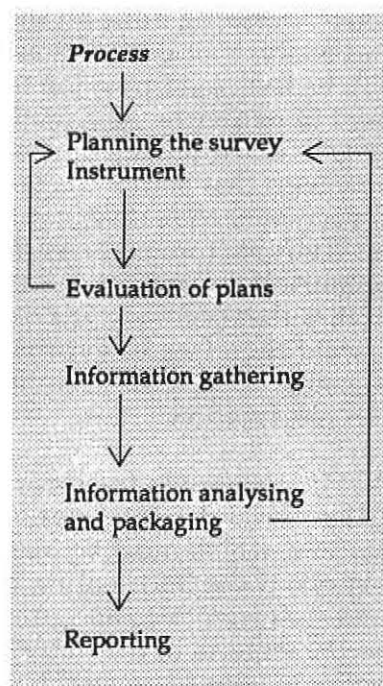 Process
Planning the survey
Instrument
Evaluation of plans
Information gathering
Information analysing
and packaging
Reporting